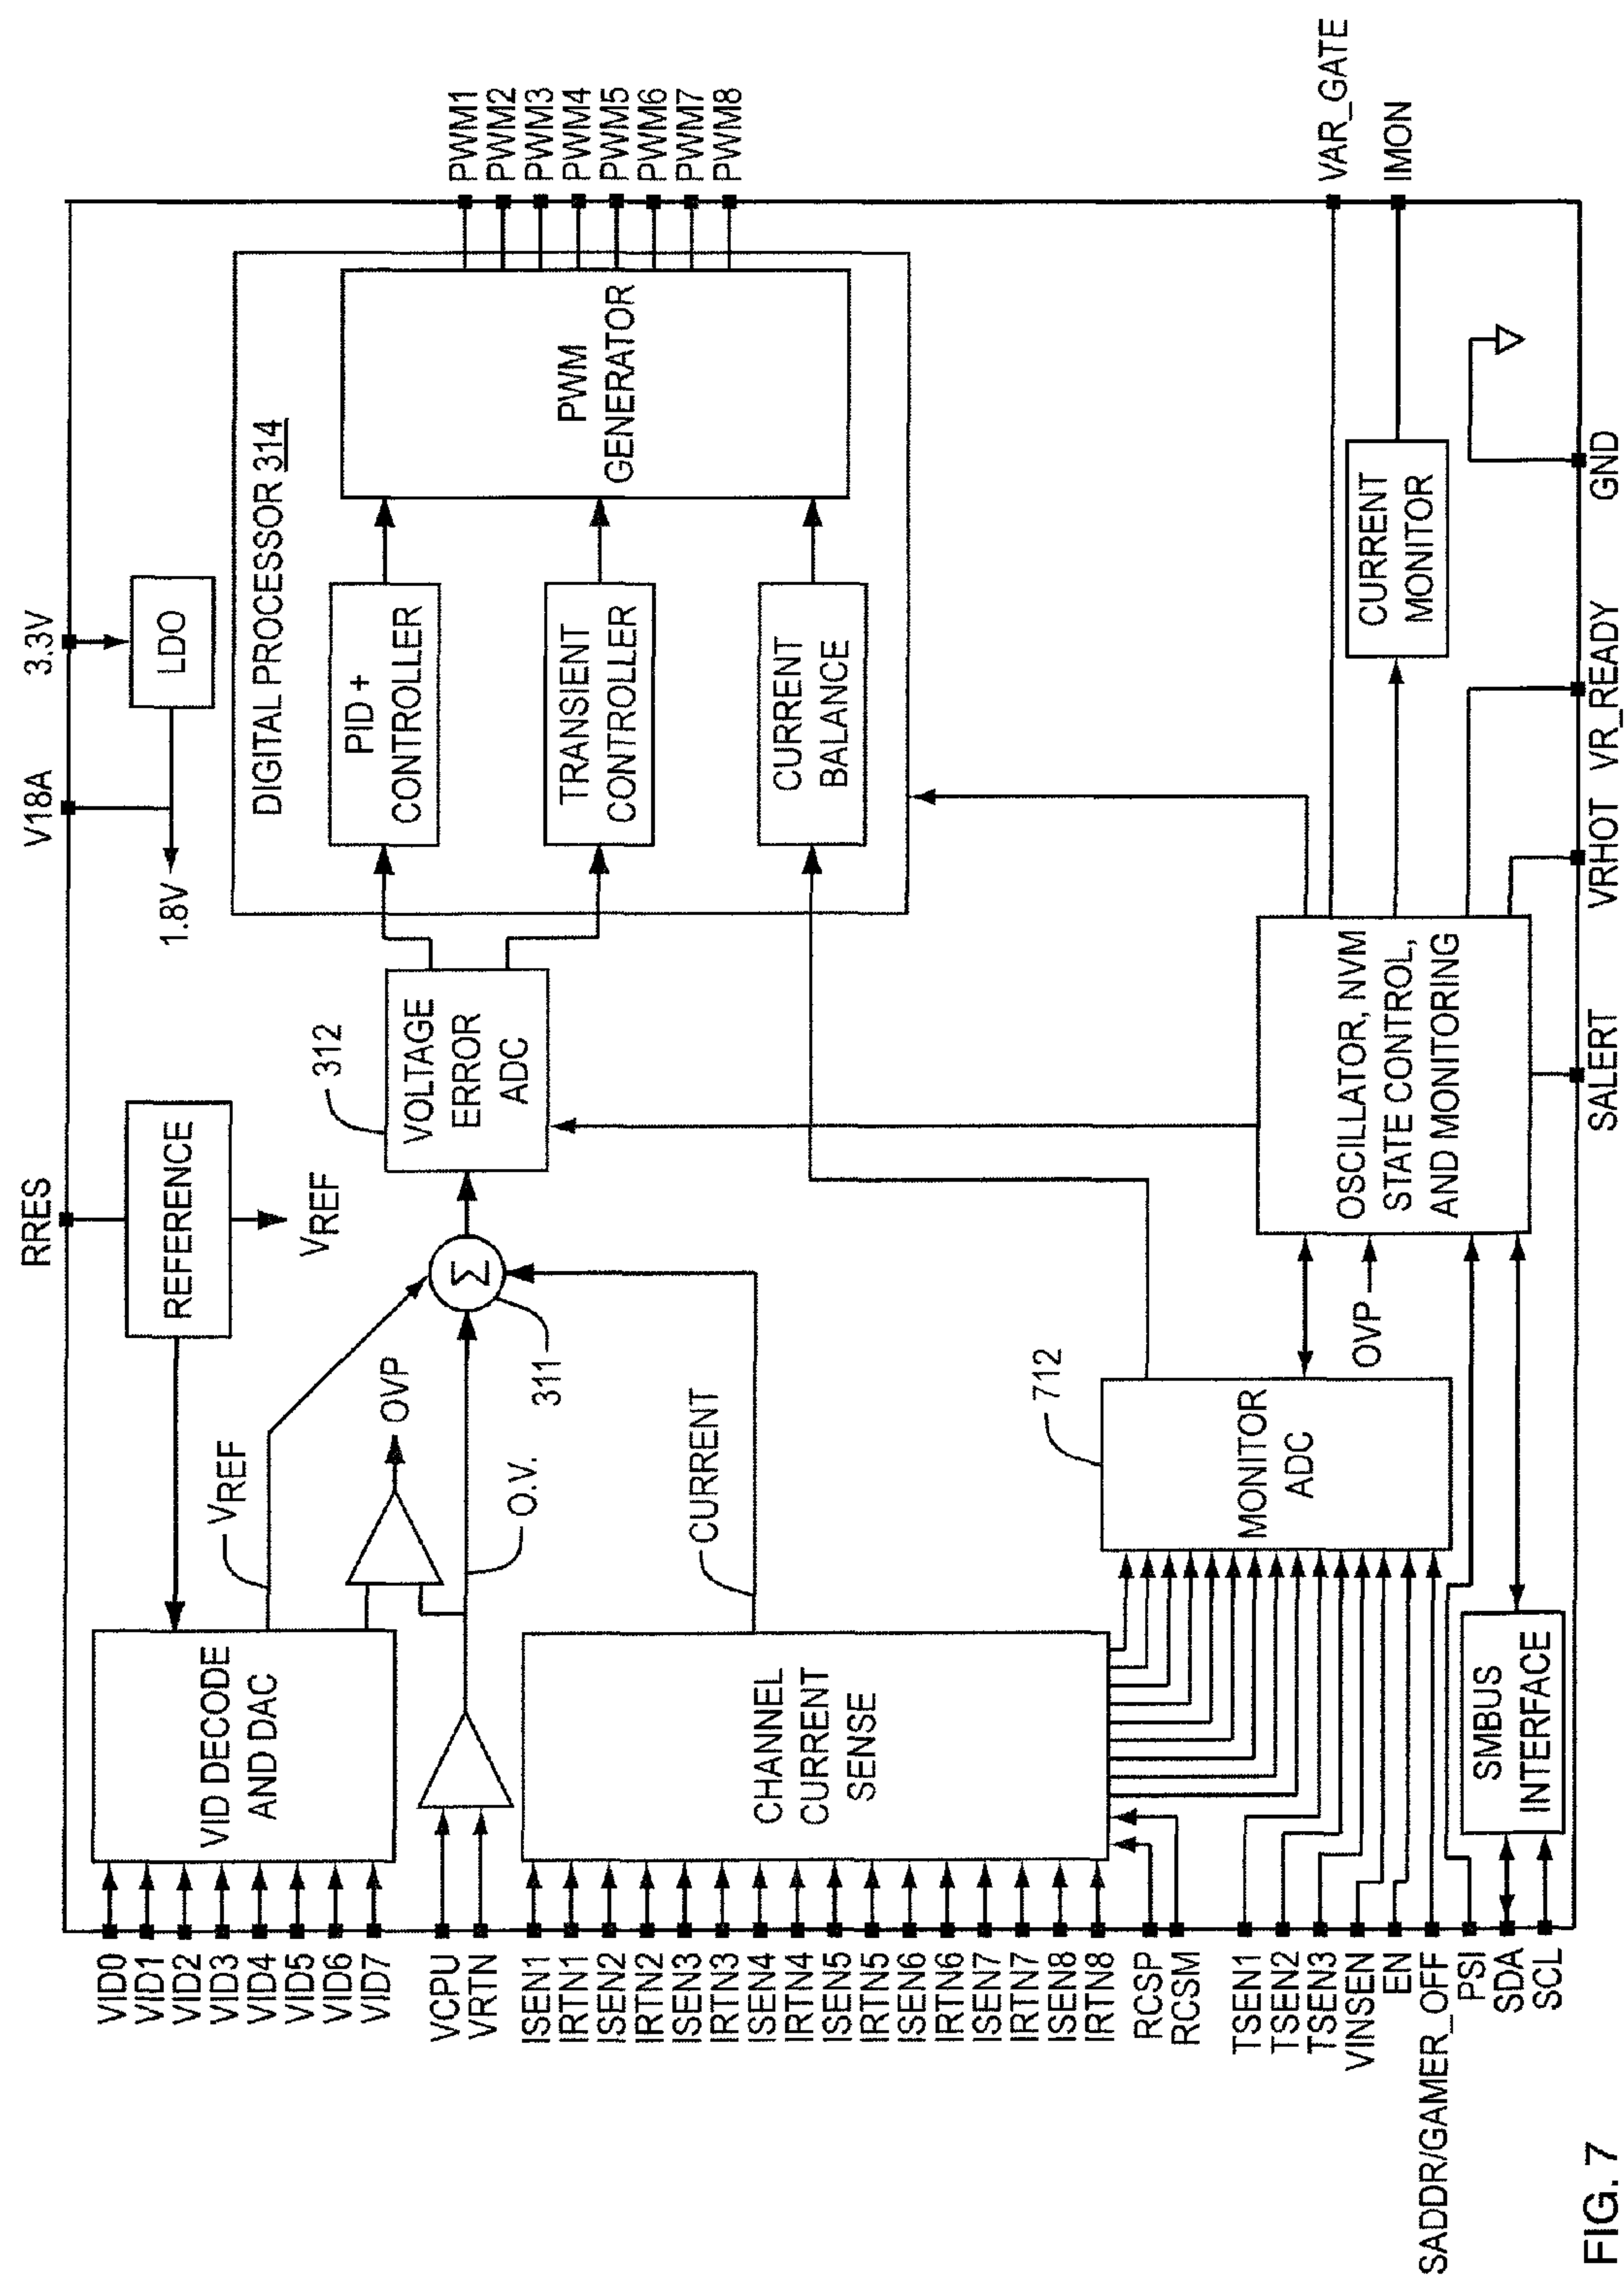 RRES
V18A
3.3V
REFERENCE
VREF
1.8V
LDO
VID0
VID1
VID2
VID3
VID4
VID5
VID6
VID7
VID DECODE
AND DAC
VREF
OVP
VCPU
VRTN
O.V.
Σ
311
312
VOLTAGE
ERROR
ADC
DIGITAL PROCESSOR 314
PID +
CONTROLLER
TRANSIENT
CONTROLLER
CURRENT
BALANCE
PWM
GENERATOR
PWM1
PWM2
PWM3
PWM4
PWM5
PWM6
PWM7
PWM8
ISEN1
IRTN1
ISEN2
IRTN2
ISEN3
IRTN3
ISEN4
IRTN4
ISEN5
IRTN5
ISEN6
IRTN6
ISEN7
IRTN7
ISEN8
IRTN8
RCSP
RCSM
CHANNEL
CURRENT
SENSE
CURRENT
TSEN1
TSEN2
TSEN3
VINSEN
EN
SADDR/GAMER_OFF
PSI
SDA
SCL
712
MONITOR
ADC
SMBUS
INTERFACE
OVP
OSCILLATOR, NVM
STATE CONTROL,
AND MONITORING
CURRENT
MONITOR
VAR_GATE
IMON
SALERT
VRHOT
VR_READY
GND
FIG. 7